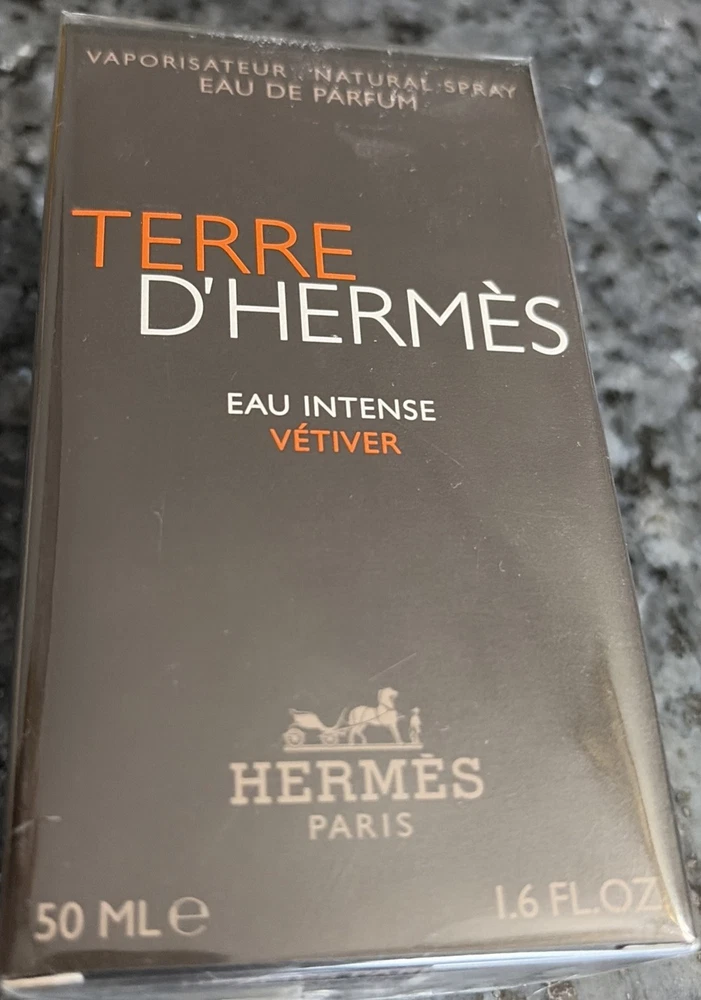 VAPORISATEUR . NATURAL SPRAY
EAU DE PARFUM
TERRE
D'HERMÈS
EAU INTENSE
VÉTIVER
HERMÈS
PARIS
50 ML e 1.6 FL.OZ